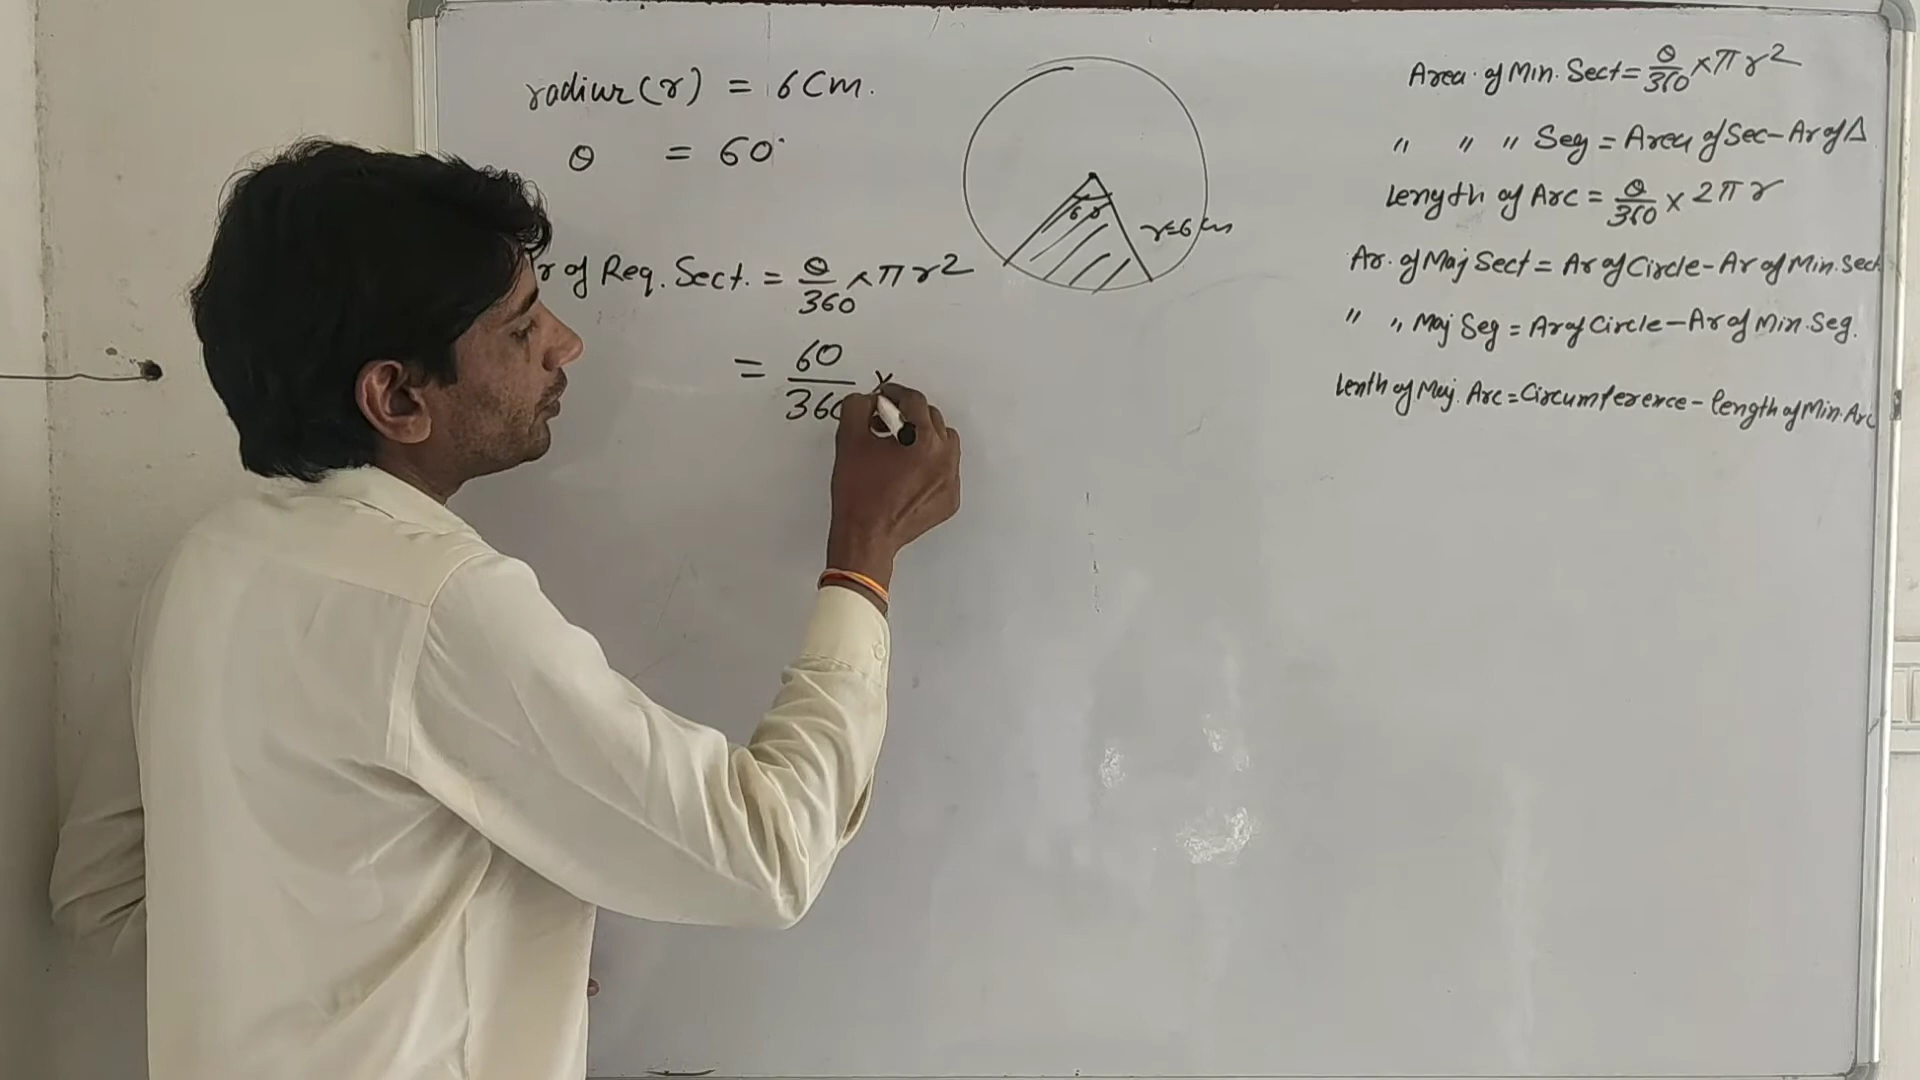 radius(r) = 6Cm.
θ = 60°
r of Req. Sect. = θ/360 × π r²
= 60/360 ×
60
r=6 cm
Area of Min. Sect = θ/360 × π r²
" " " Seg = Area of Sec - Ar of Δ
Length of Arc = θ/360 × 2 π r
Ar. of Maj Sect = Ar of Circle - Ar of Min. Sect
" " Maj Seg = Ar of Circle - Ar of Min. Seg.
Lenth of Maj. Arc = Circumference - length of Min. Arc